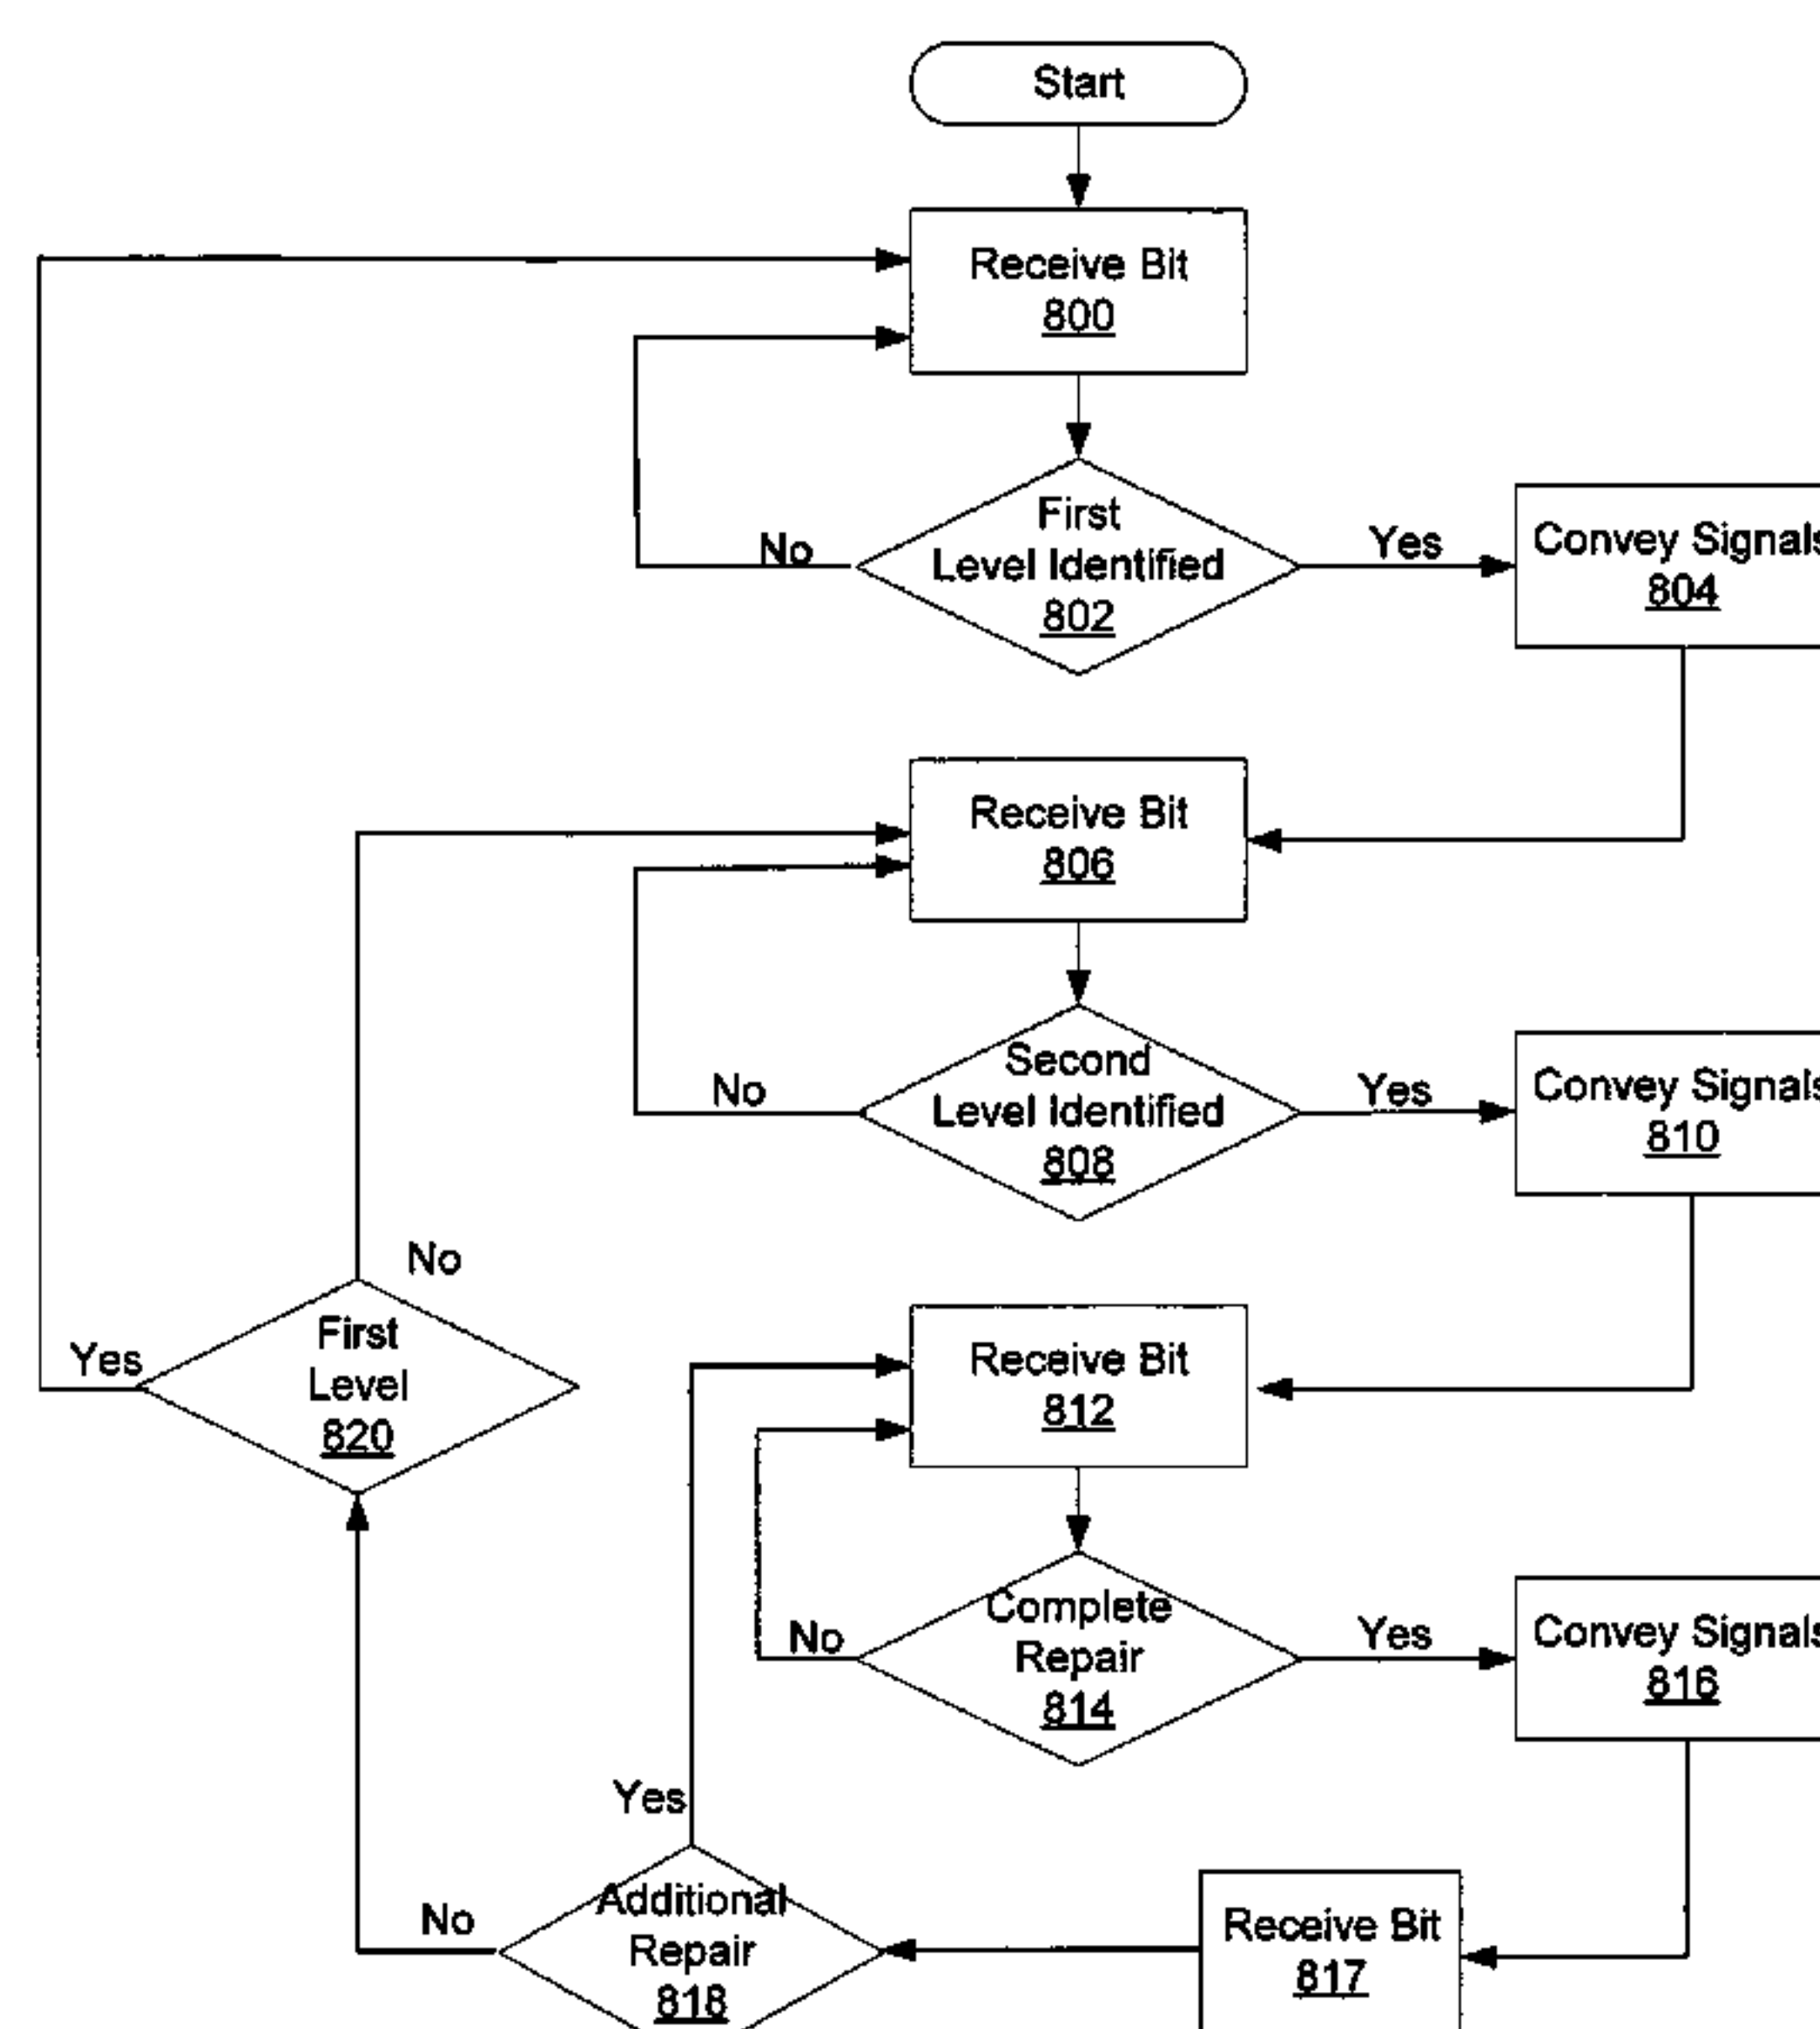 Start
Receive Bit
800
First
Level Identified
802
No
Yes
Convey Signals
804
Receive Bit
806
Second
Level Identified
808
No
Yes
Convey Signals
810
No
First
Level
820
Yes
Receive Bit
812
Complete
Repair
814
No
Yes
Convey Signals
816
Yes
Additional
Repair
818
No
Receive Bit
817